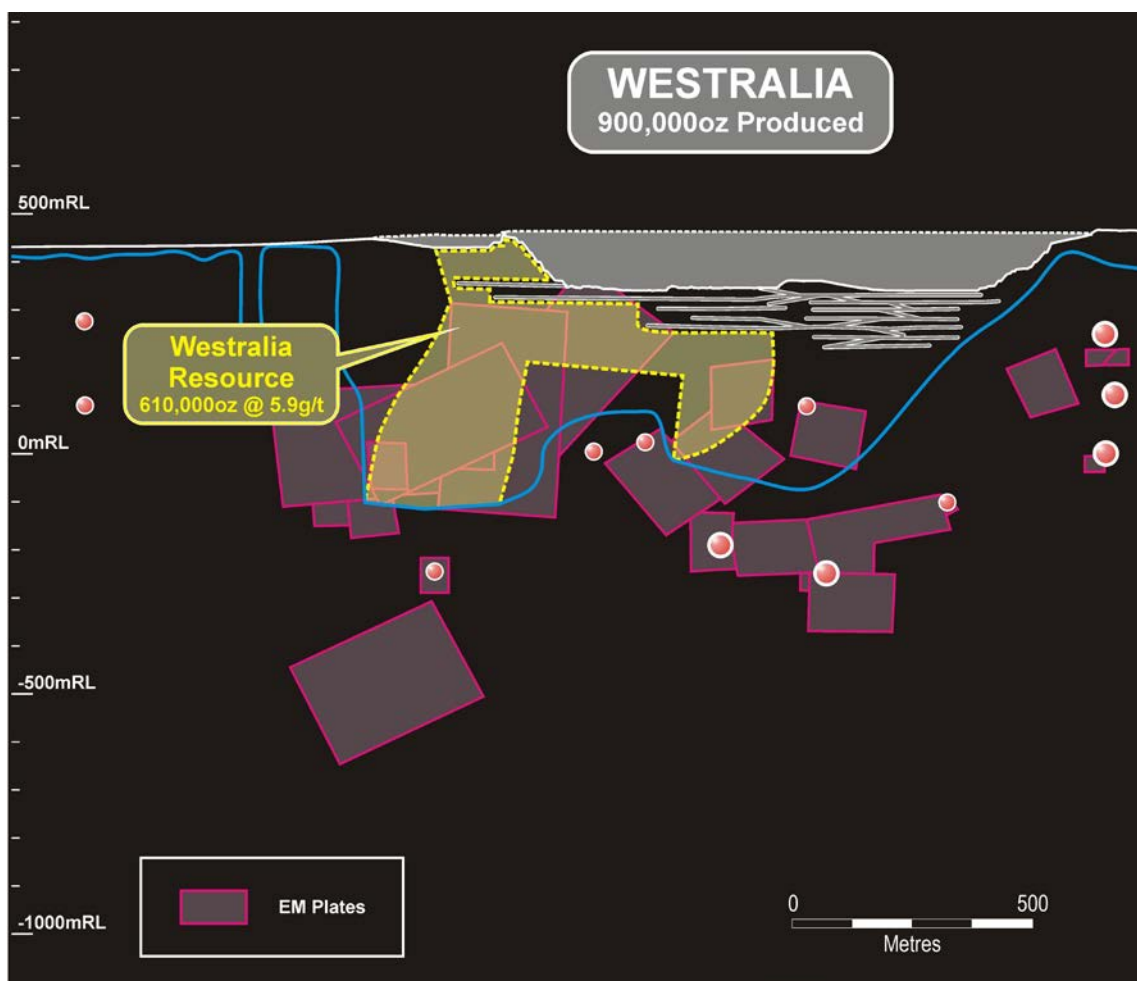 WESTRALIA
900,000oz Produced
500mRL
Westralia
Resource
610,000oz @ 5.9g/t
0mRL
-500mRL
EM Plates
-1000mRL
0 500
Metres